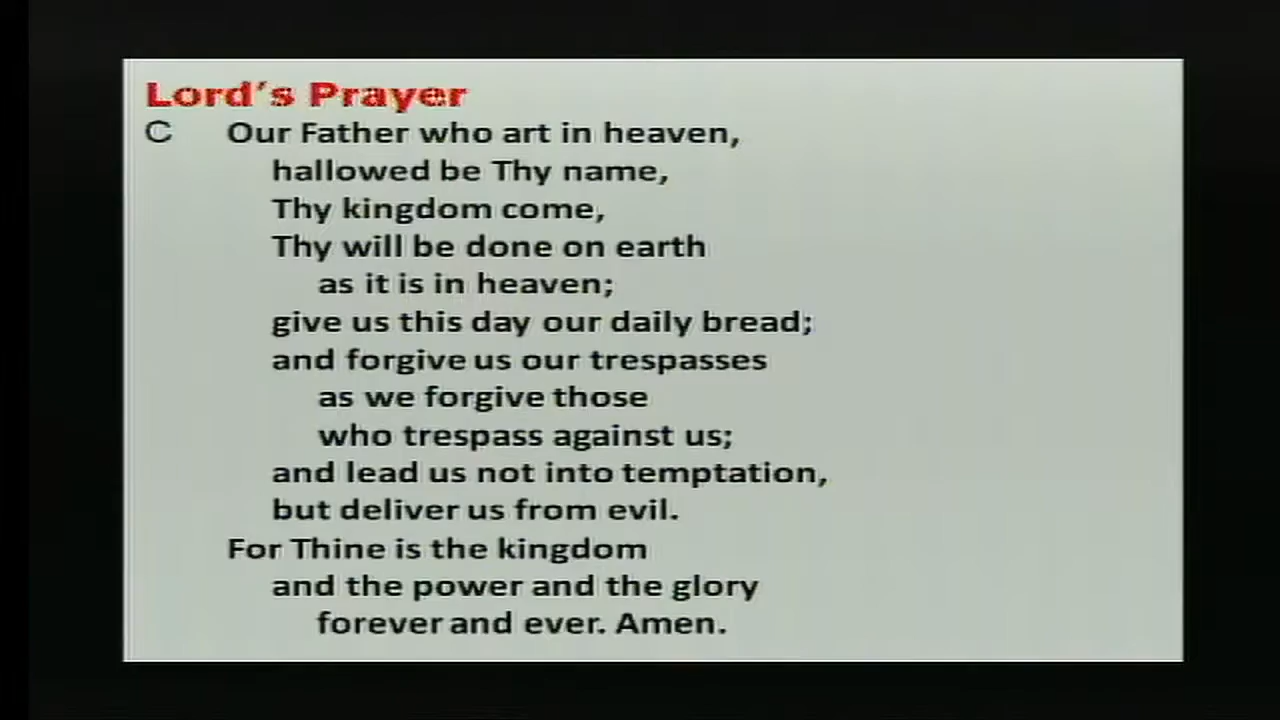 Lord's Prayer
C Our Father who art in heaven,
hallowed be Thy name,
Thy kingdom come,
Thy will be done on earth
as it is in heaven;
give us this day our daily bread;
and forgive us our trespasses
as we forgive those
who trespass against us;
and lead us not into temptation,
but deliver us from evil.
For Thine is the kingdom
and the power and the glory
forever and ever. Amen.